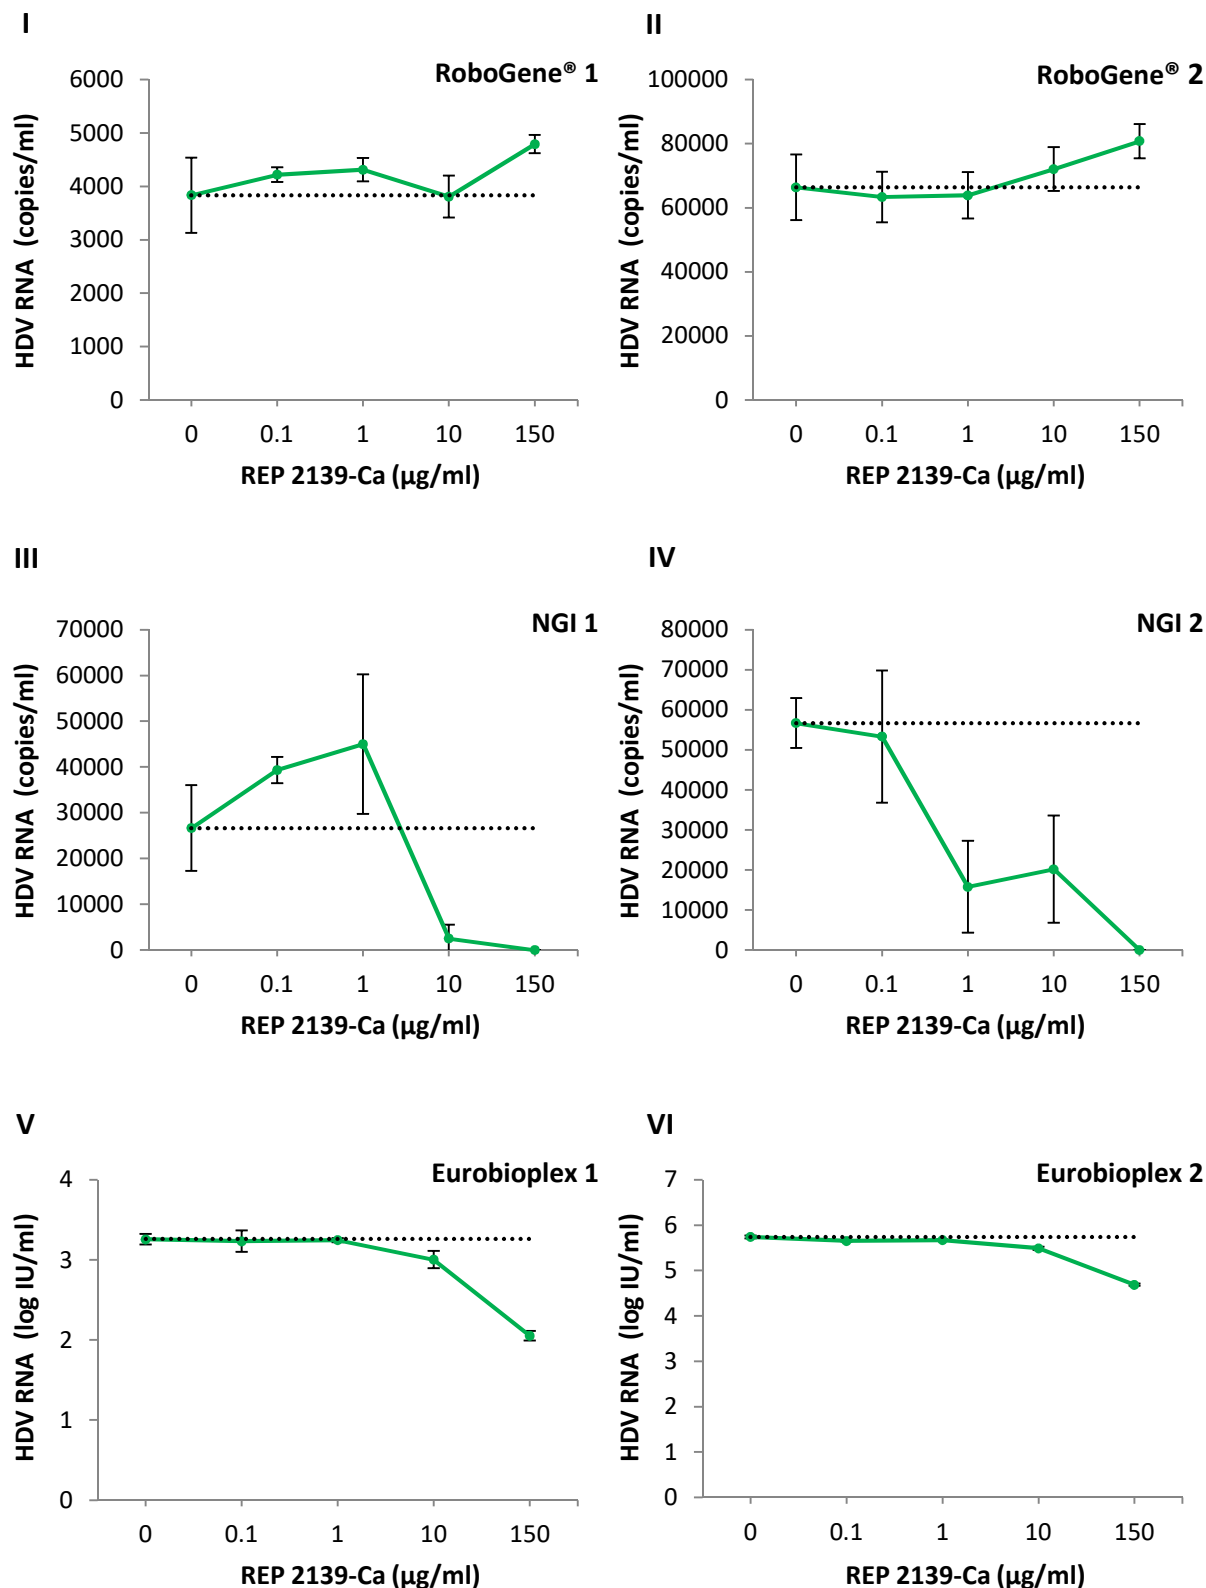 I
RoboGene® 1
HDV RNA (copies/ml)
6000
5000
4000
3000
2000
1000
0
0 0.1 1 10 150
REP 2139-Ca (µg/ml)
II
RoboGene® 2
HDV RNA (copies/ml)
100000
80000
60000
40000
20000
0
0 0.1 1 10 150
REP 2139-Ca (µg/ml)
III
NGI 1
HDV RNA (copies/ml)
70000
60000
50000
40000
30000
20000
10000
0
0 0.1 1 10 150
REP 2139-Ca (µg/ml)
IV
NGI 2
HDV RNA (copies/ml)
80000
70000
60000
50000
40000
30000
20000
10000
0
0 0.1 1 10 150
REP 2139-Ca (µg/ml)
V
Eurobioplex 1
HDV RNA (log IU/ml)
4
3
2
1
0
0 0.1 1 10 150
REP 2139-Ca (µg/ml)
VI
Eurobioplex 2
HDV RNA (log IU/ml)
7
6
5
4
3
2
1
0
0 0.1 1 10 150
REP 2139-Ca (µg/ml)